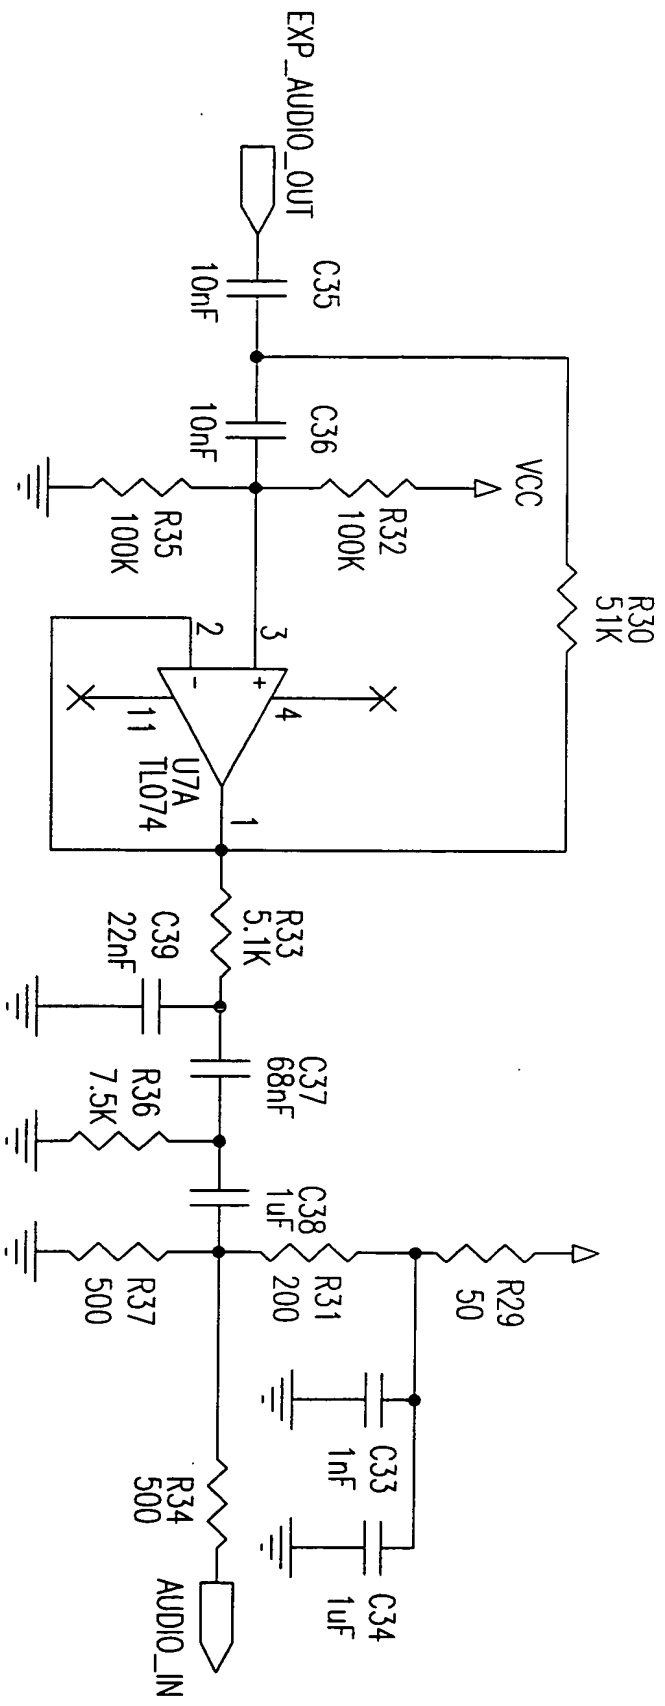 EXP_AUDIO_OUT
C35
10nF
C36
10nF
VCC
R32
100K
R35
100K
R30
51K
3
2
+
-
4
11
U7A
TL074
1
R33
5.1K
C39
22nF
C37
68nF
R36
7.5K
C38
1uF
R37
500
R31
200
R29
50
C33
1nF
C34
1uF
R34
500
AUDIO_IN